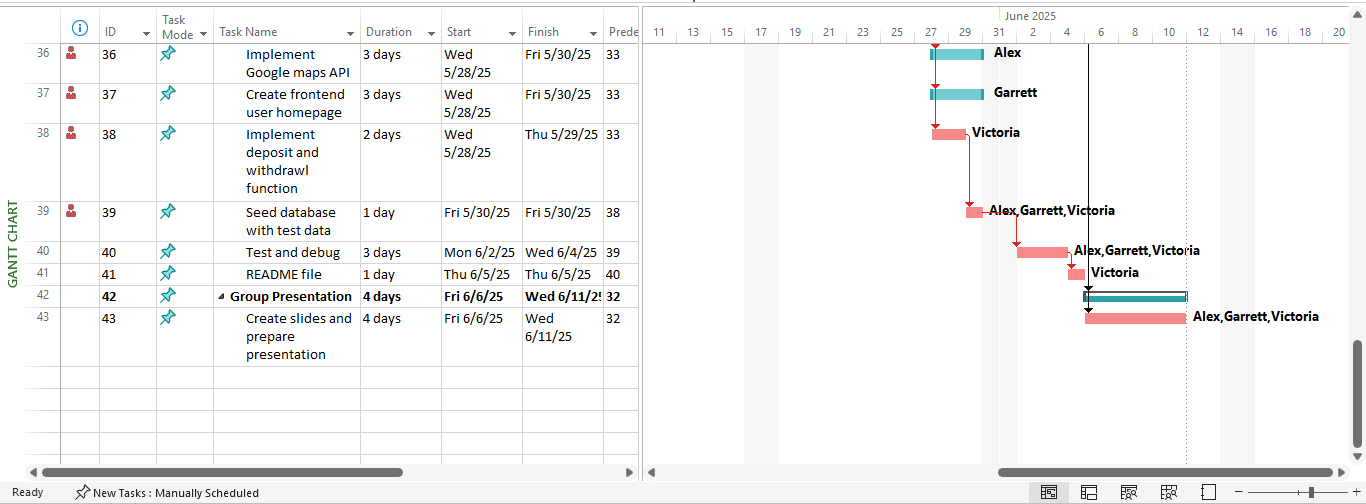 June 2025
Task
Mode
ID
Task Name
Duration
Start
Finish
Prede
11 13 15 17 19 21 23 25 27 29 31 2 4 6 8 10 12 14 16 18 20
36 36 Implement
Google maps API
3 days Wed
5/28/25
Fri 5/30/25 33
Alex
37 37 Create frontend
user homepage
3 days Wed
5/28/25
Fri 5/30/25 33
Garrett
38 38 Implement
deposit and
withdrawl
function
2 days Wed
5/28/25
Thu 5/29/25 33
Victoria
39 39 Seed database
with test data
1 day Fri 5/30/25 Fri 5/30/25 38
Alex,Garrett,Victoria
40 40 Test and debug 3 days Mon 6/2/25 Wed 6/4/25 39
Alex,Garrett,Victoria
41 41 README file 1 day Thu 6/5/25 Thu 6/5/25 40
Victoria
42 42 Group Presentation 4 days Fri 6/6/25 Wed 6/11/2 32
43 43 Create slides and
prepare
presentation
4 days Fri 6/6/25 Wed
6/11/25
32
Alex,Garrett,Victoria
GANTT CHART
Ready
New Tasks : Manually Scheduled